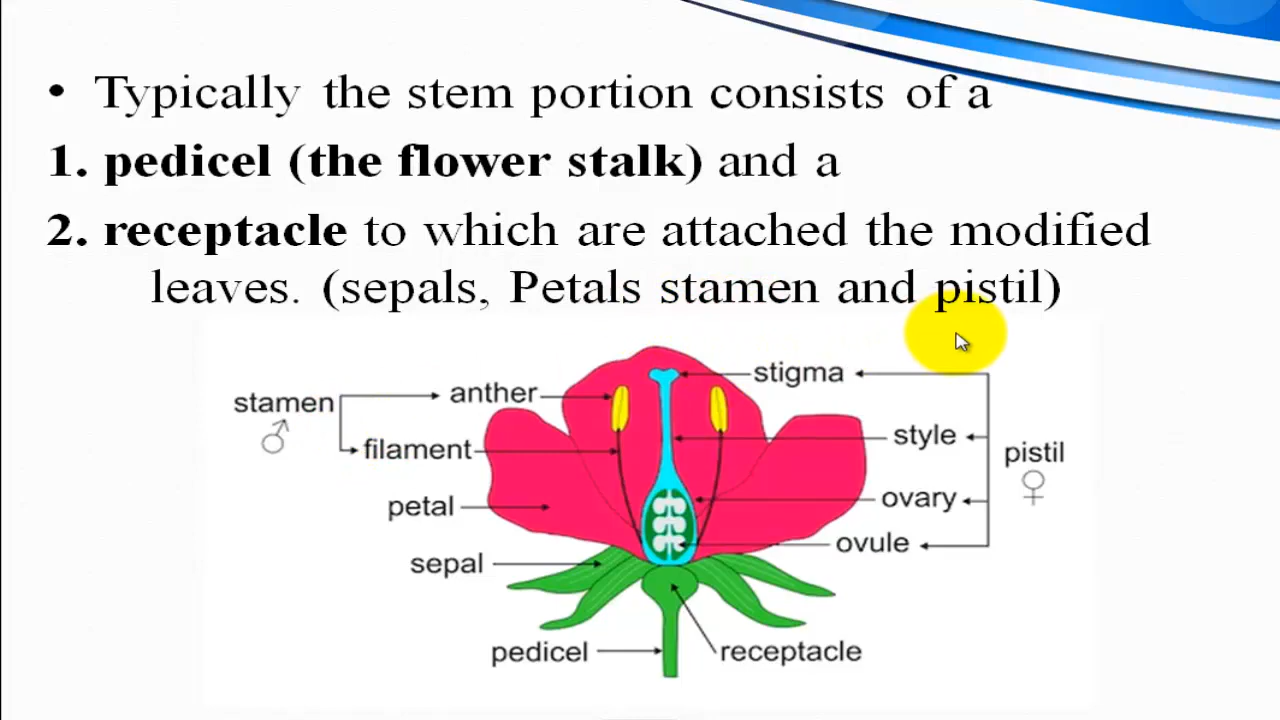 • Typically the stem portion consists of a
1. pedicel (the flower stalk) and a
2. receptacle to which are attached the modified
leaves. (sepals, Petals stamen and pistil)
stigma
anther
stamen
♂
style
filament
pistil
♀
ovary
petal
ovule
sepal
pedicel
receptacle